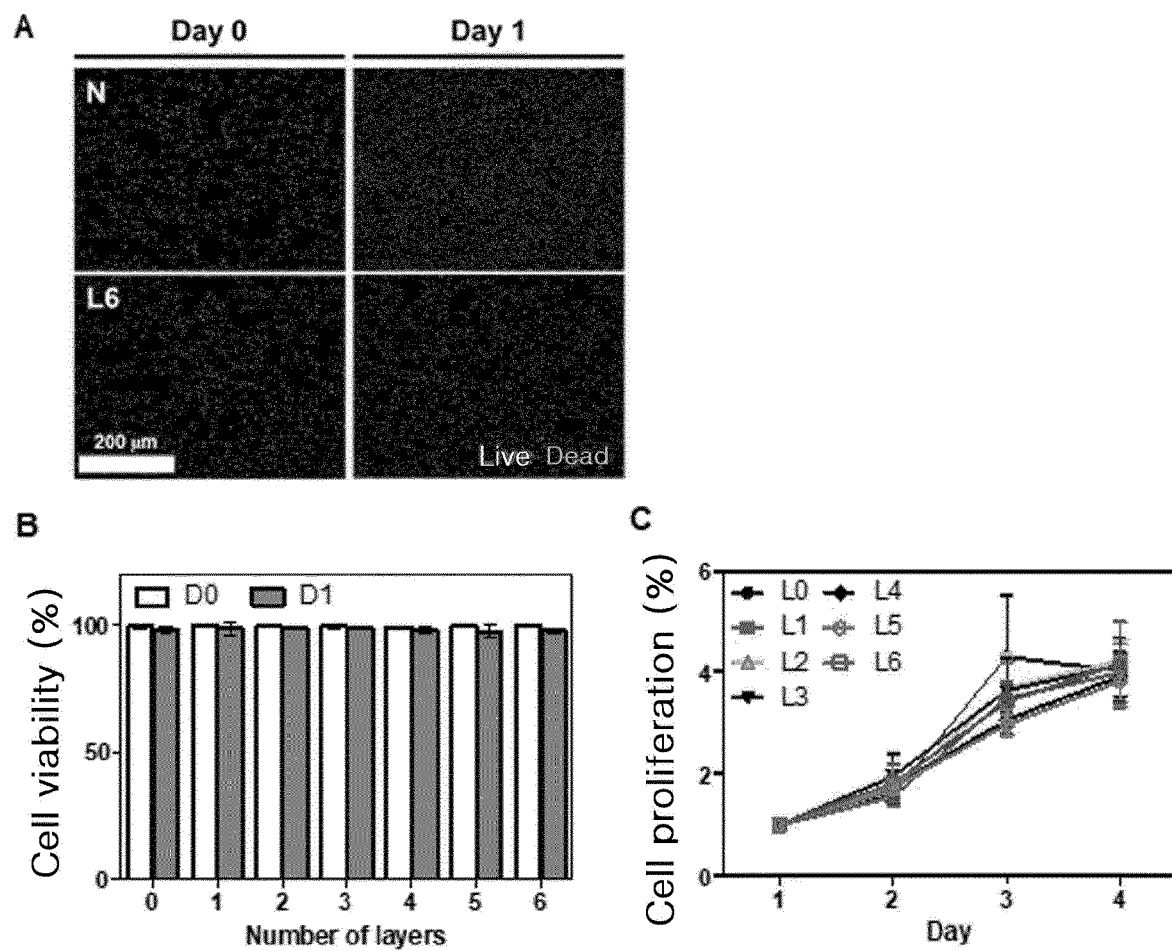 A
Day 0 Day 1
N
L6
200 µm
Live Dead
B
Cell viability (%)
D0 D1
100
50
0
0 1 2 3 4 5 6
Number of layers
C
Cell proliferation (%)
L0 L4
L1 L5
L2 L6
L3
6
4
2
0
1 2 3 4
Day